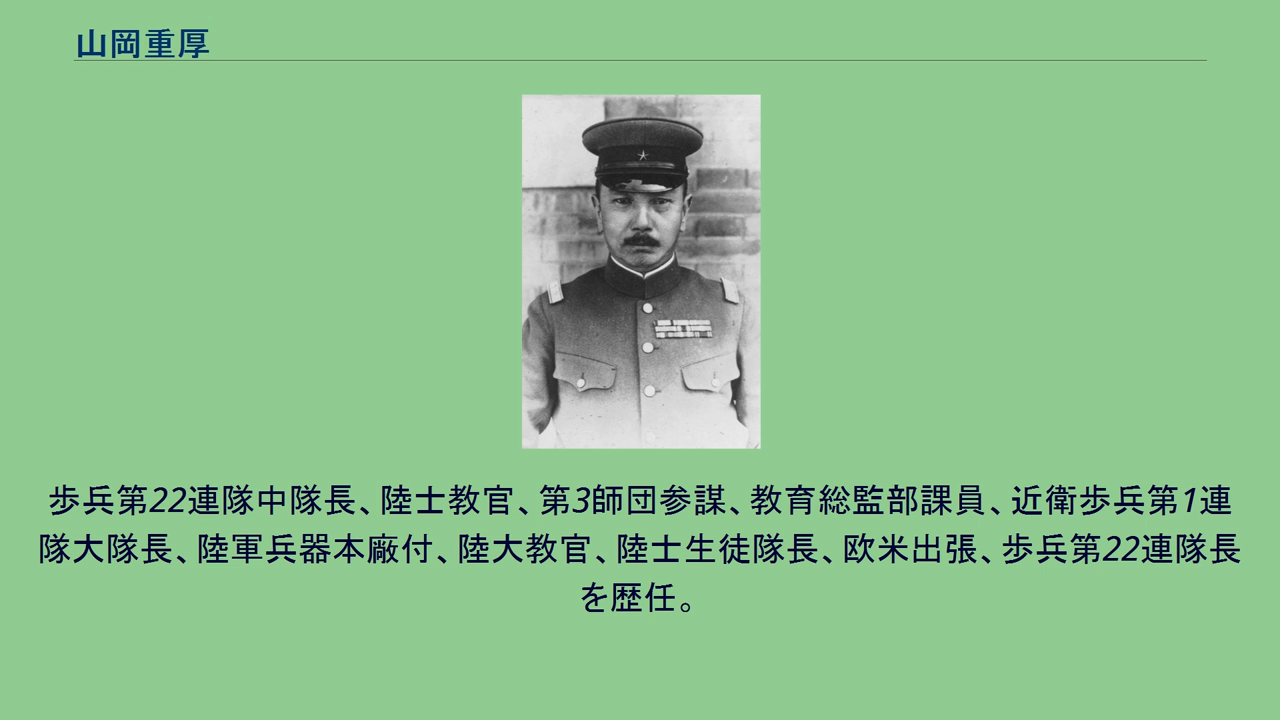 山岡重厚
歩兵第22連隊中隊長、陸士教官、第3師団参謀、教育総監部課員、近衛歩兵第1連
隊大隊長、陸軍兵器本廠付、陸大教官、陸士生徒隊長、欧米出張、歩兵第22連隊長
を歴任。